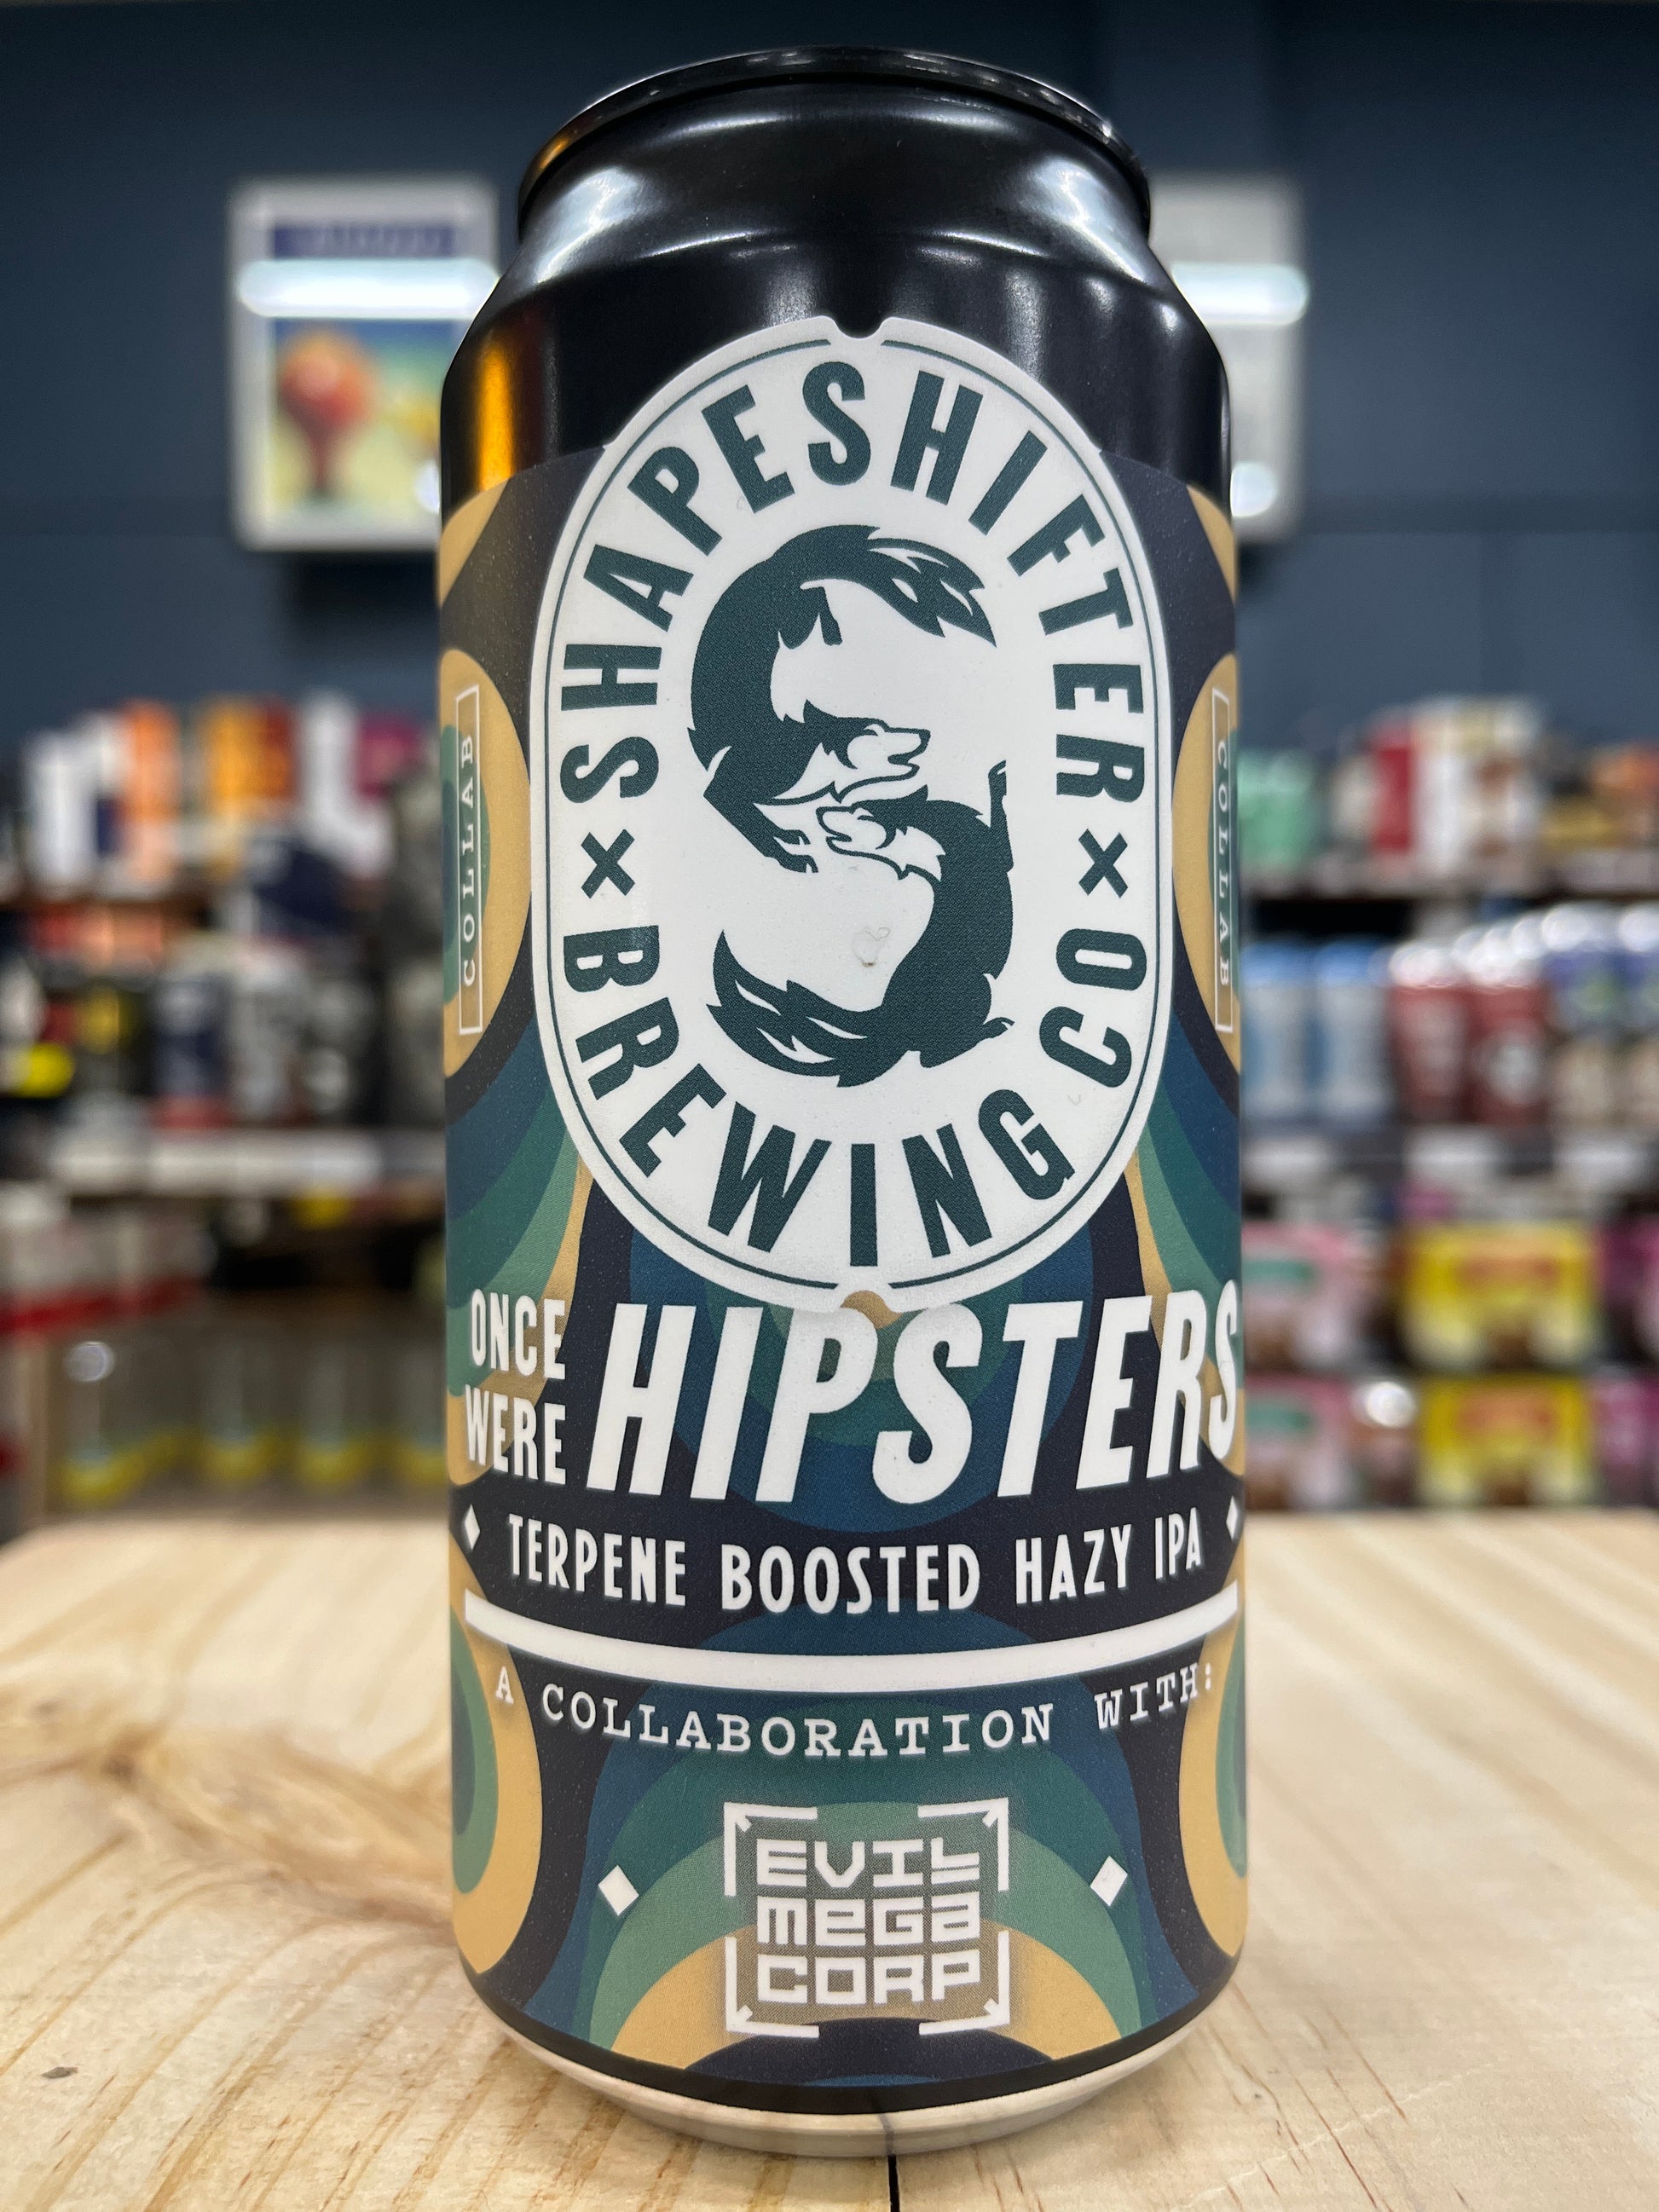 SHAPESHIFTER × BREWING CO ×
COLLAB
COLLAB
ONCE
WERE
HIPSTERS
TERPENE BOOSTED HAZY IPA
A COLLABORATION WITH:
EVIL
MEGA
CORP